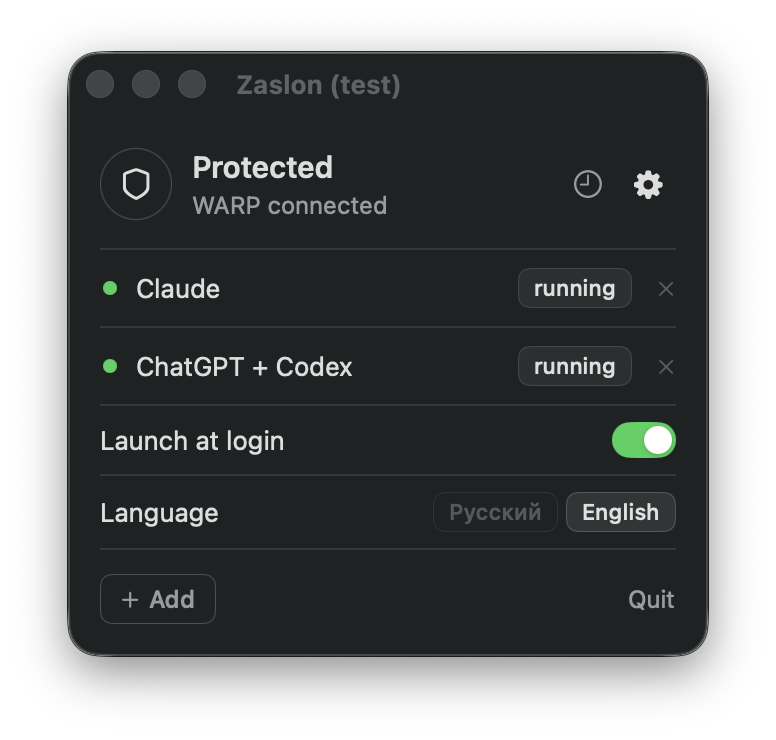 Zaslon (test)
Protected
WARP connected
Claude running
ChatGPT + Codex running
Launch at login
Language Русский English
+ Add Quit